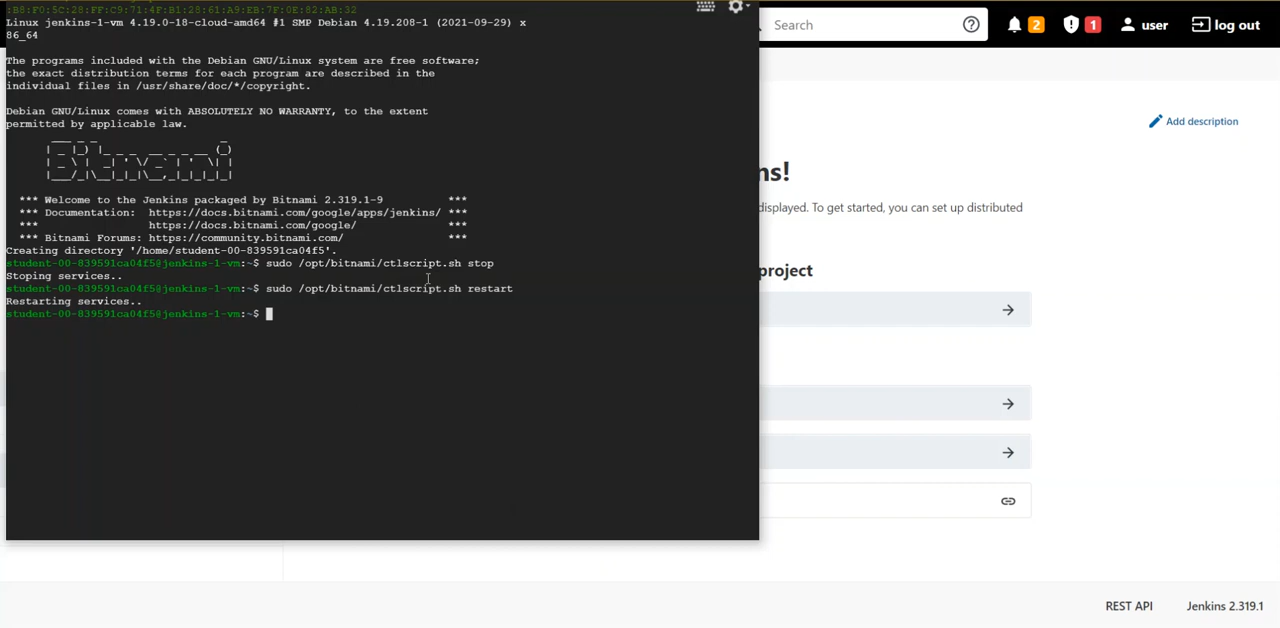 :B8:F0:5C:28:FF:C9:71:4F:B1:28:61:A9:EB:7F:0E:82:AB:32
Linux jenkins-1-vm 4.19.0-18-cloud-amd64 #1 SMP Debian 4.19.208-1 (2021-09-29) x
86_64
The programs included with the Debian GNU/Linux system are free software;
the exact distribution terms for each program are described in the
individual files in /usr/share/doc/*/copyright.
Debian GNU/Linux comes with ABSOLUTELY NO WARRANTY, to the extent
permitted by applicable law.
Bitnami
*** Welcome to the Jenkins packaged by Bitnami 2.319.1-9 ***
*** Documentation: https://docs.bitnami.com/google/apps/jenkins/ ***
*** https://docs.bitnami.com/google/ ***
*** Bitnami Forums: https://community.bitnami.com/ ***
Creating directory '/home/student-00-839591ca04f5'.
student-00-839591ca04f5@jenkins-1-vm:~$ sudo /opt/bitnami/ctlscript.sh stop
Stoping services..
student-00-839591ca04f5@jenkins-1-vm:~$ sudo /opt/bitnami/ctlscript.sh restart
Restarting services..
student-00-839591ca04f5@jenkins-1-vm:~$
Search
2
1
user
log out
Add description
ns!
displayed. To get started, you can set up distributed
project
REST API
Jenkins 2.319.1